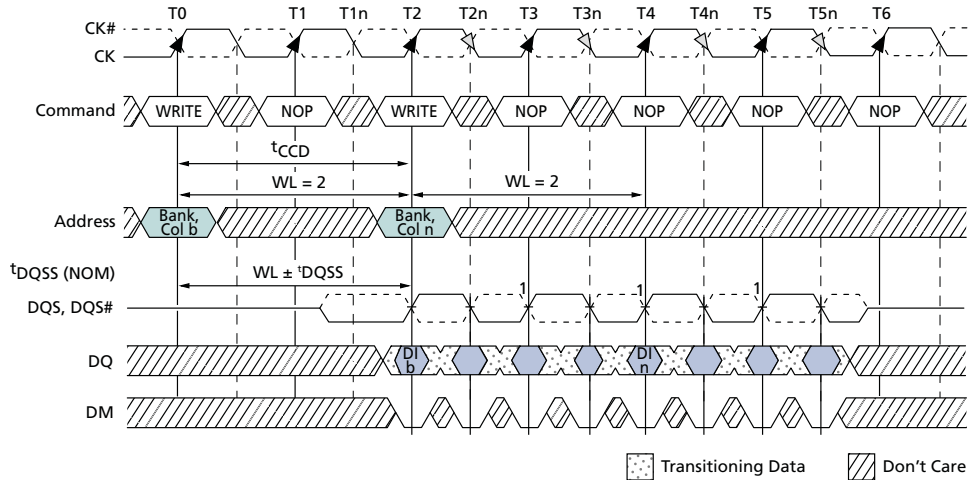 T0 T1 T1n T2 T2n T3 T3n T4 T4n T5 T5n T6
CK#
CK
Command WRITE NOP WRITE NOP NOP NOP NOP
tCCD
WL = 2 WL = 2
Address Bank, Col b Bank, Col n
tDQSS (NOM)
WL ± tDQSS
DQS, DQS# 1 1 1
DQ DI b DI n
DM
Transitioning Data Don't Care